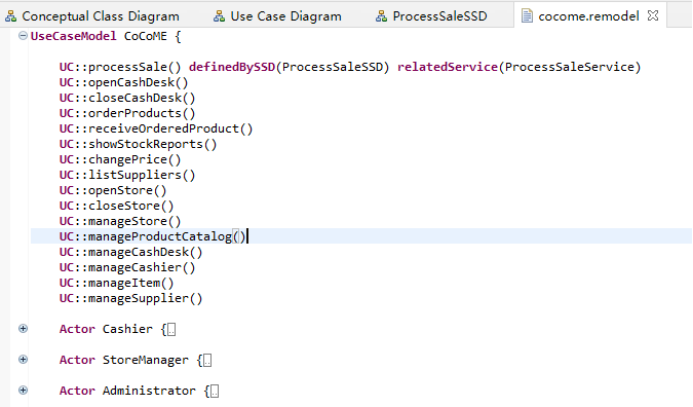 Conceptual Class Diagram Use Case Diagram ProcessSaleSSD cocome.remodel
UseCaseModel CoCoME {
UC::processSale() definedBySSD(ProcessSaleSSD) relatedService(ProcessSaleService)
UC::openCashDesk()
UC::closeCashDesk()
UC::orderProducts()
UC::receiveOrderedProduct()
UC::showStockReports()
UC::changePrice()
UC::listSuppliers()
UC::openStore()
UC::closeStore()
UC::manageStore()
UC::manageProductCatalog()
UC::manageCashDesk()
UC::manageCashier()
UC::manageItem()
UC::manageSupplier()
Actor Cashier {
Actor StoreManager {
Actor Administrator {